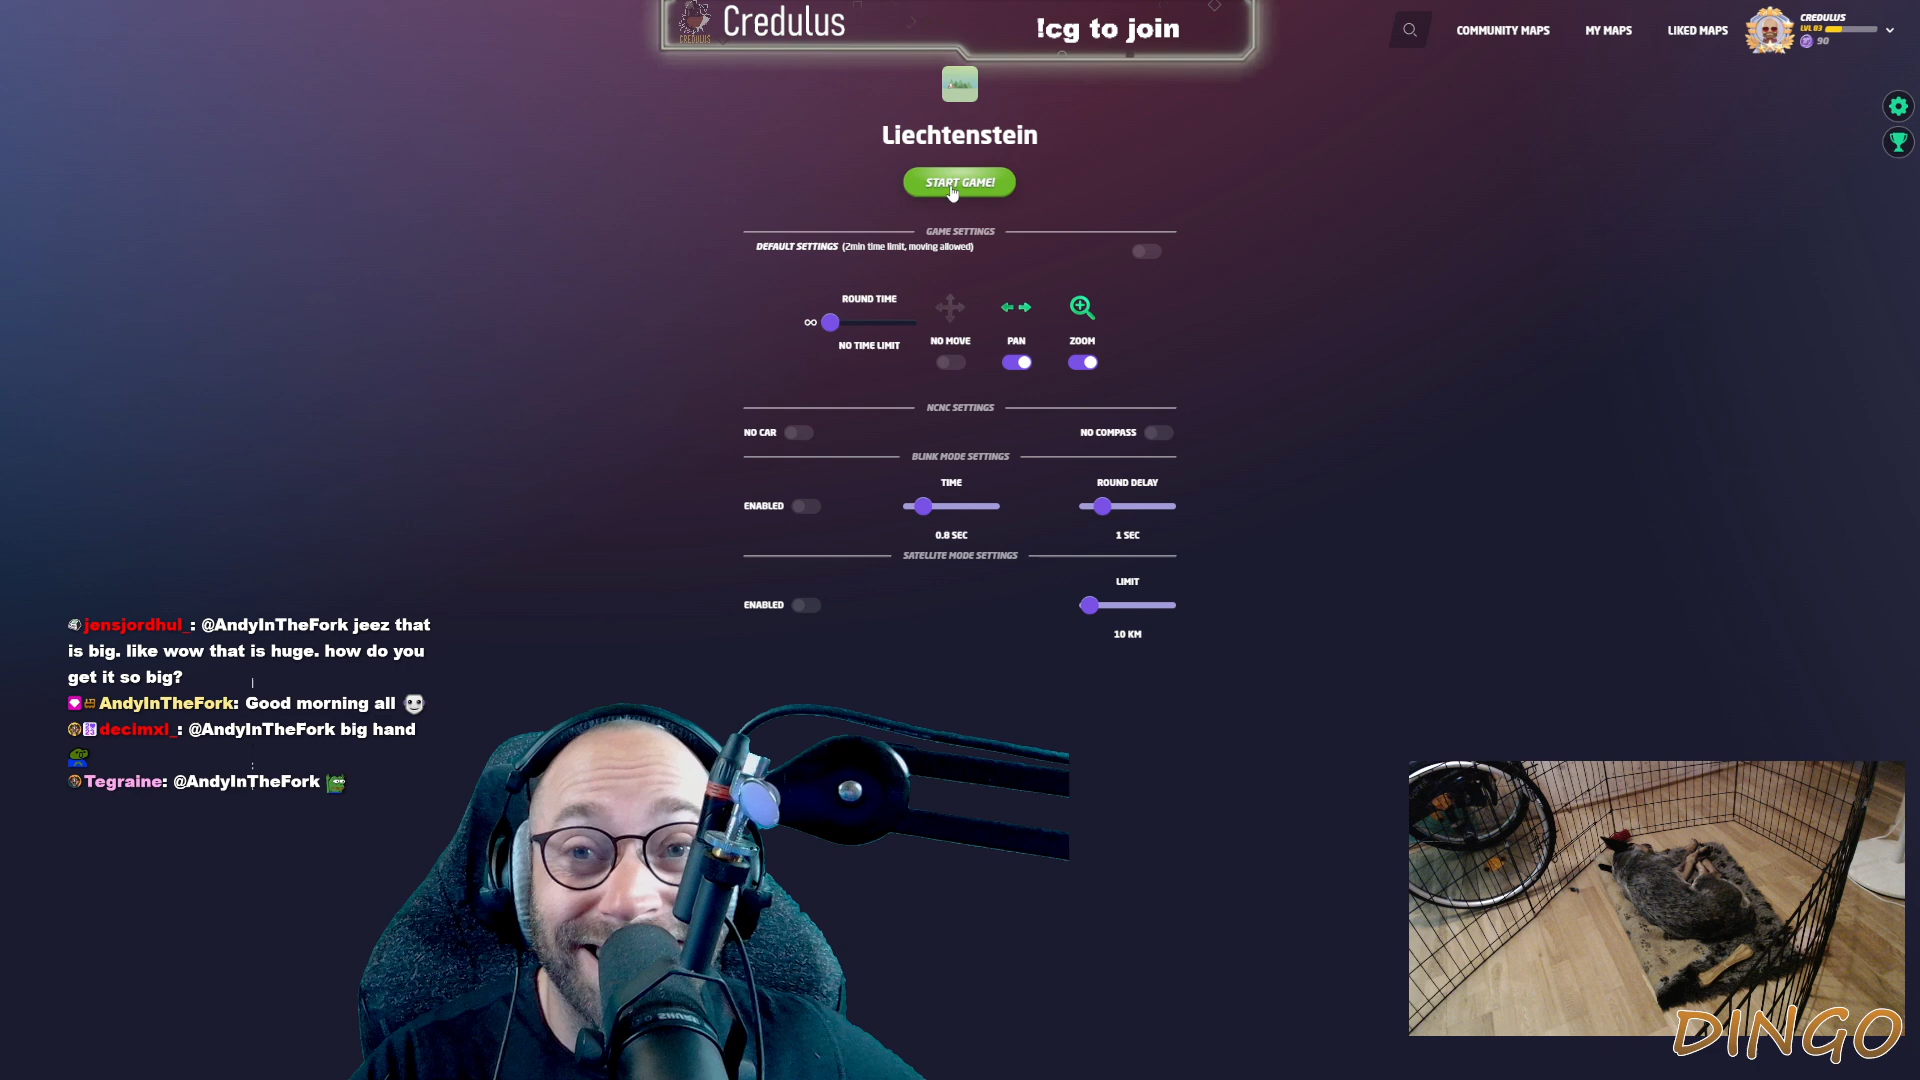 Credulus
CREDULUS
!cg to join
COMMUNITY MAPS
MY MAPS
LIKED MAPS
CREDULUS
LVL 83
90
Liechtenstein
START GAME!
GAME SETTINGS
DEFAULT SETTINGS (2min time limit, moving allowed)
ROUND TIME
∞
NO TIME LIMIT
NO MOVE
PAN
ZOOM
NCNC SETTINGS
NO CAR
NO COMPASS
BLINK MODE SETTINGS
TIME
ROUND DELAY
ENABLED
0.8 SEC
1 SEC
SATELLITE MODE SETTINGS
LIMIT
ENABLED
10 KM
jensjordhul_: @AndyInTheFork jeez that
is big. like wow that is huge. how do you
get it so big?
AndyInTheFork: Good morning all
decimxl_: @AndyInTheFork big hand
Tegraine: @AndyInTheFork
DINGO